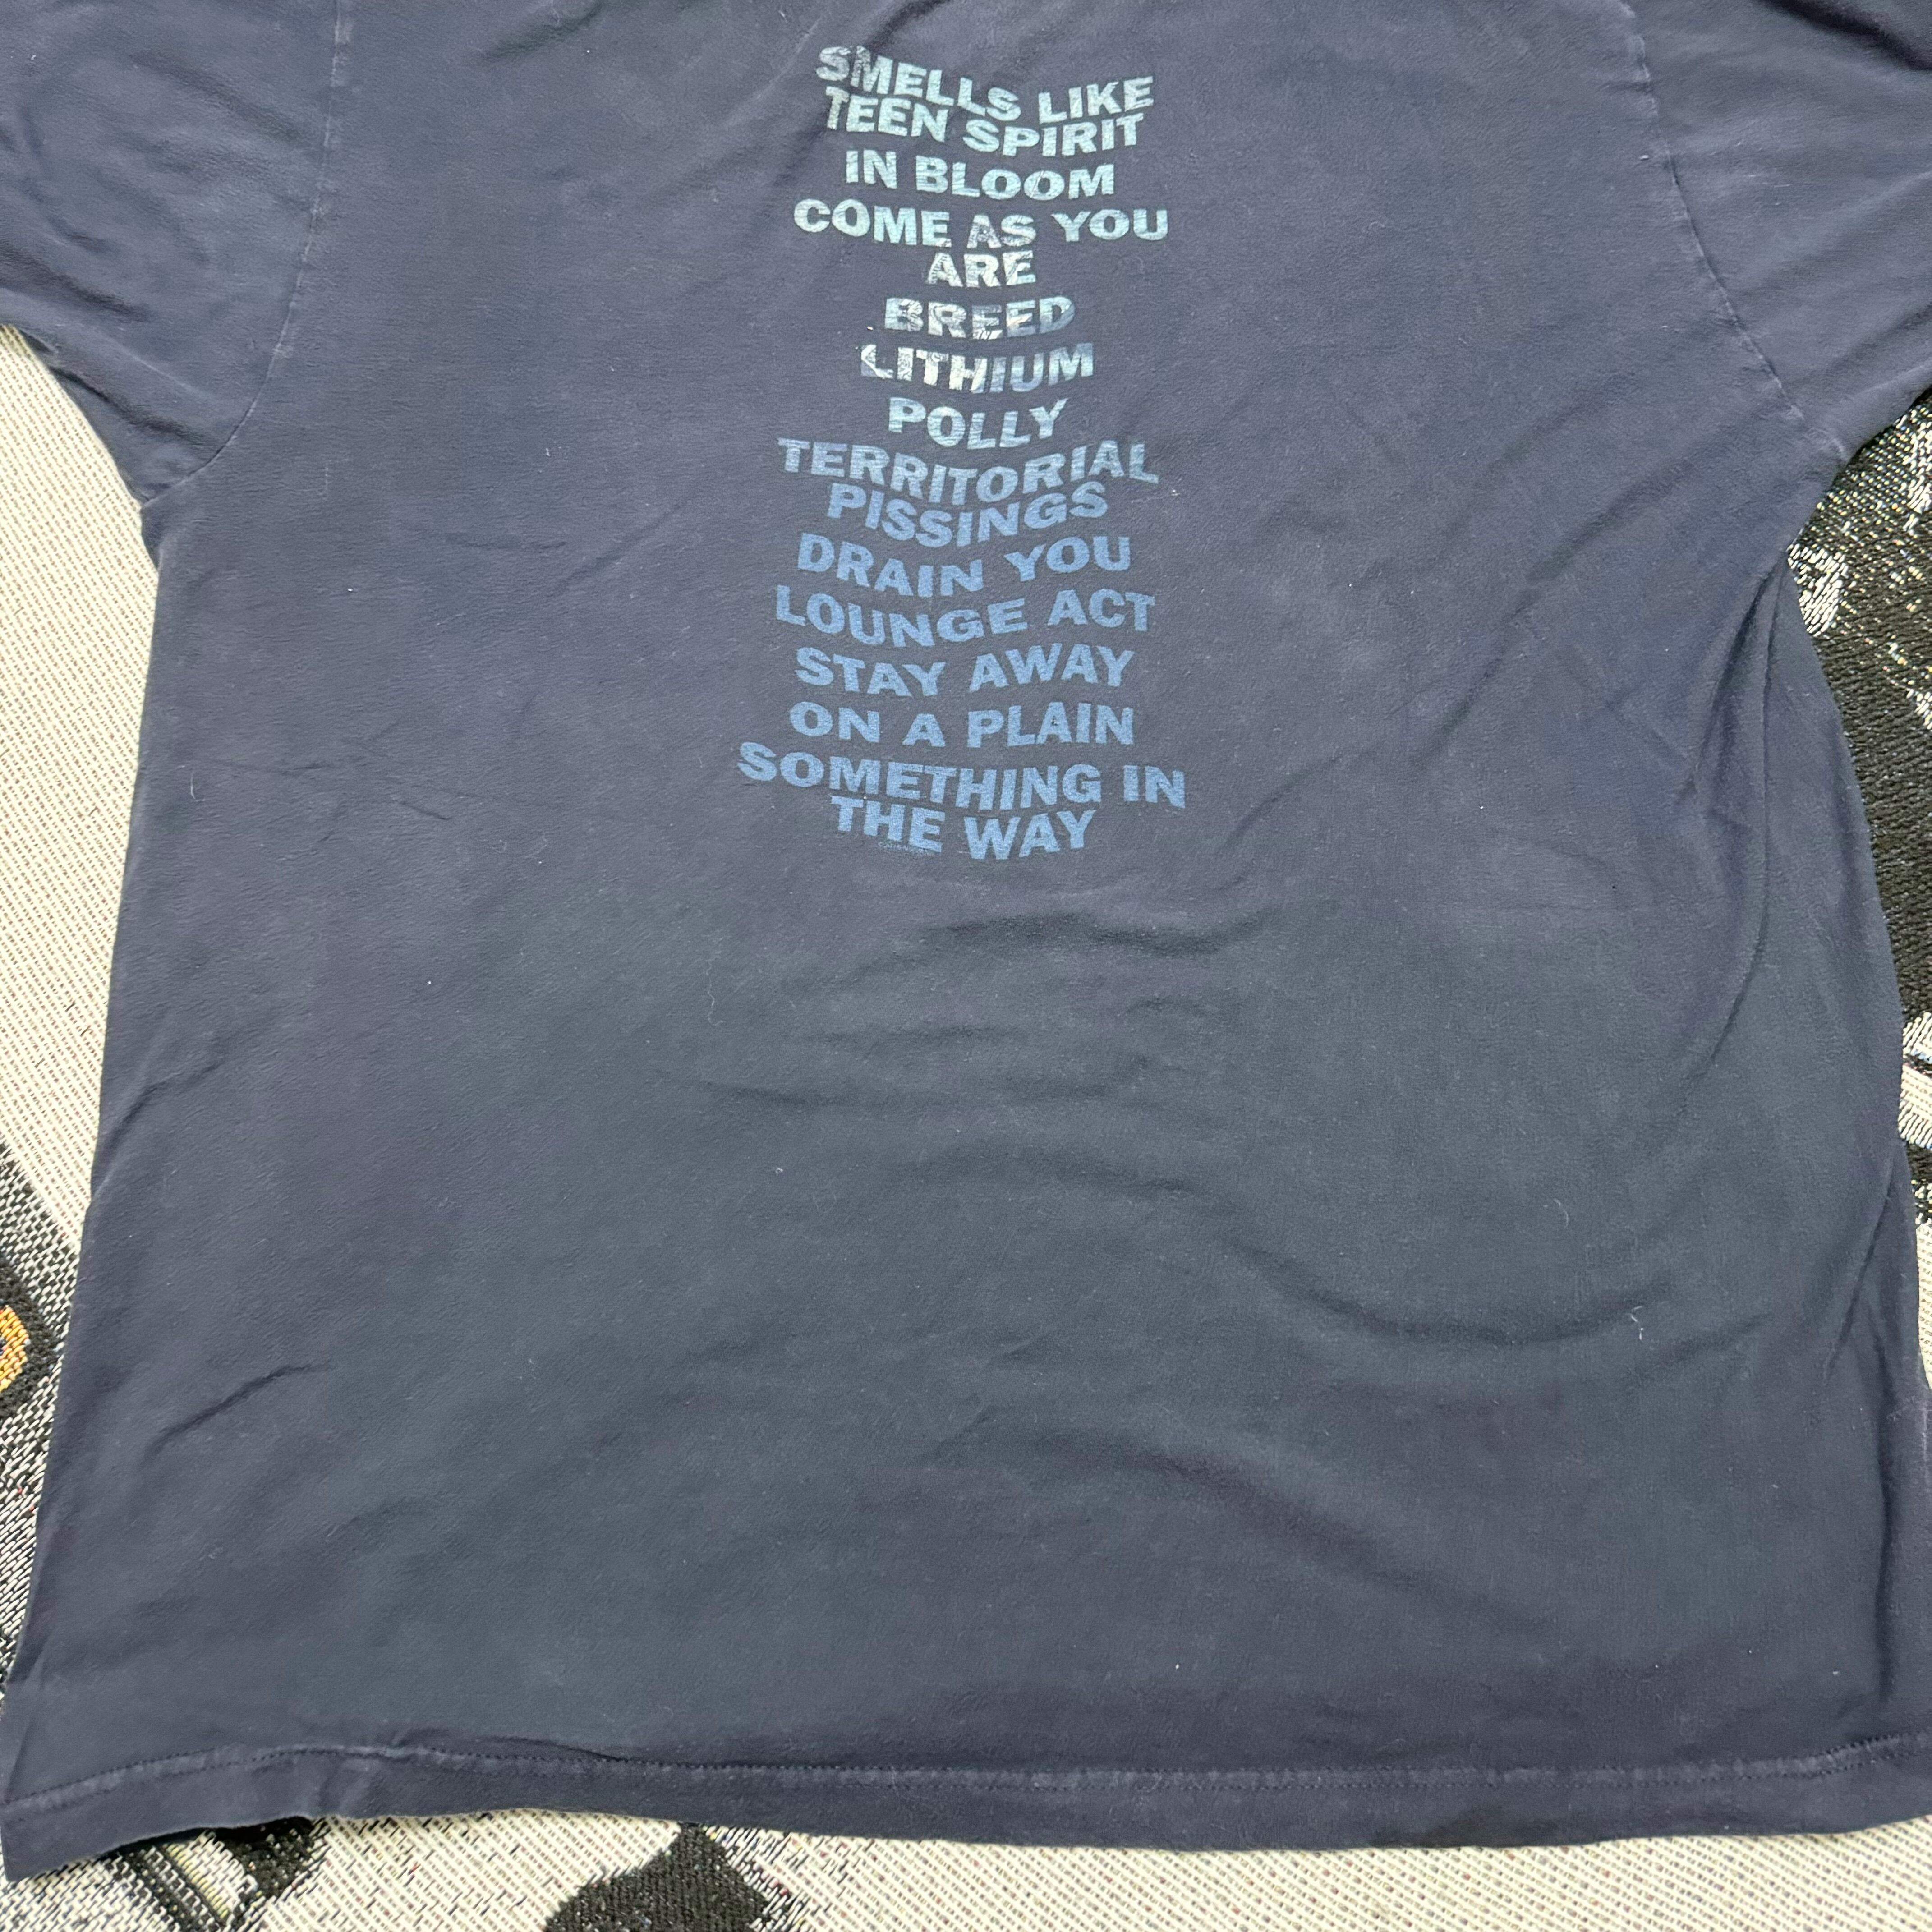 SMELLS LIKE
TEEN SPIRIT
IN BLOOM
COME AS YOU
ARE
BREED
LITHIUM
POLLY
TERRITORIAL
PISSINGS
DRAIN YOU
LOUNGE ACT
STAY AWAY
ON A PLAIN
SOMETHING IN
THE WAY